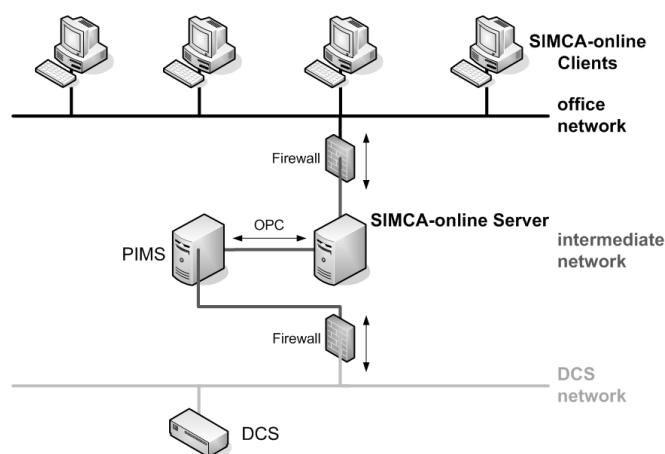 SIMCA-online
Clients
office
network
Firewall
SIMCA-online Server
OPC
PIMS
intermediate
network
Firewall
DCS
network
DCS